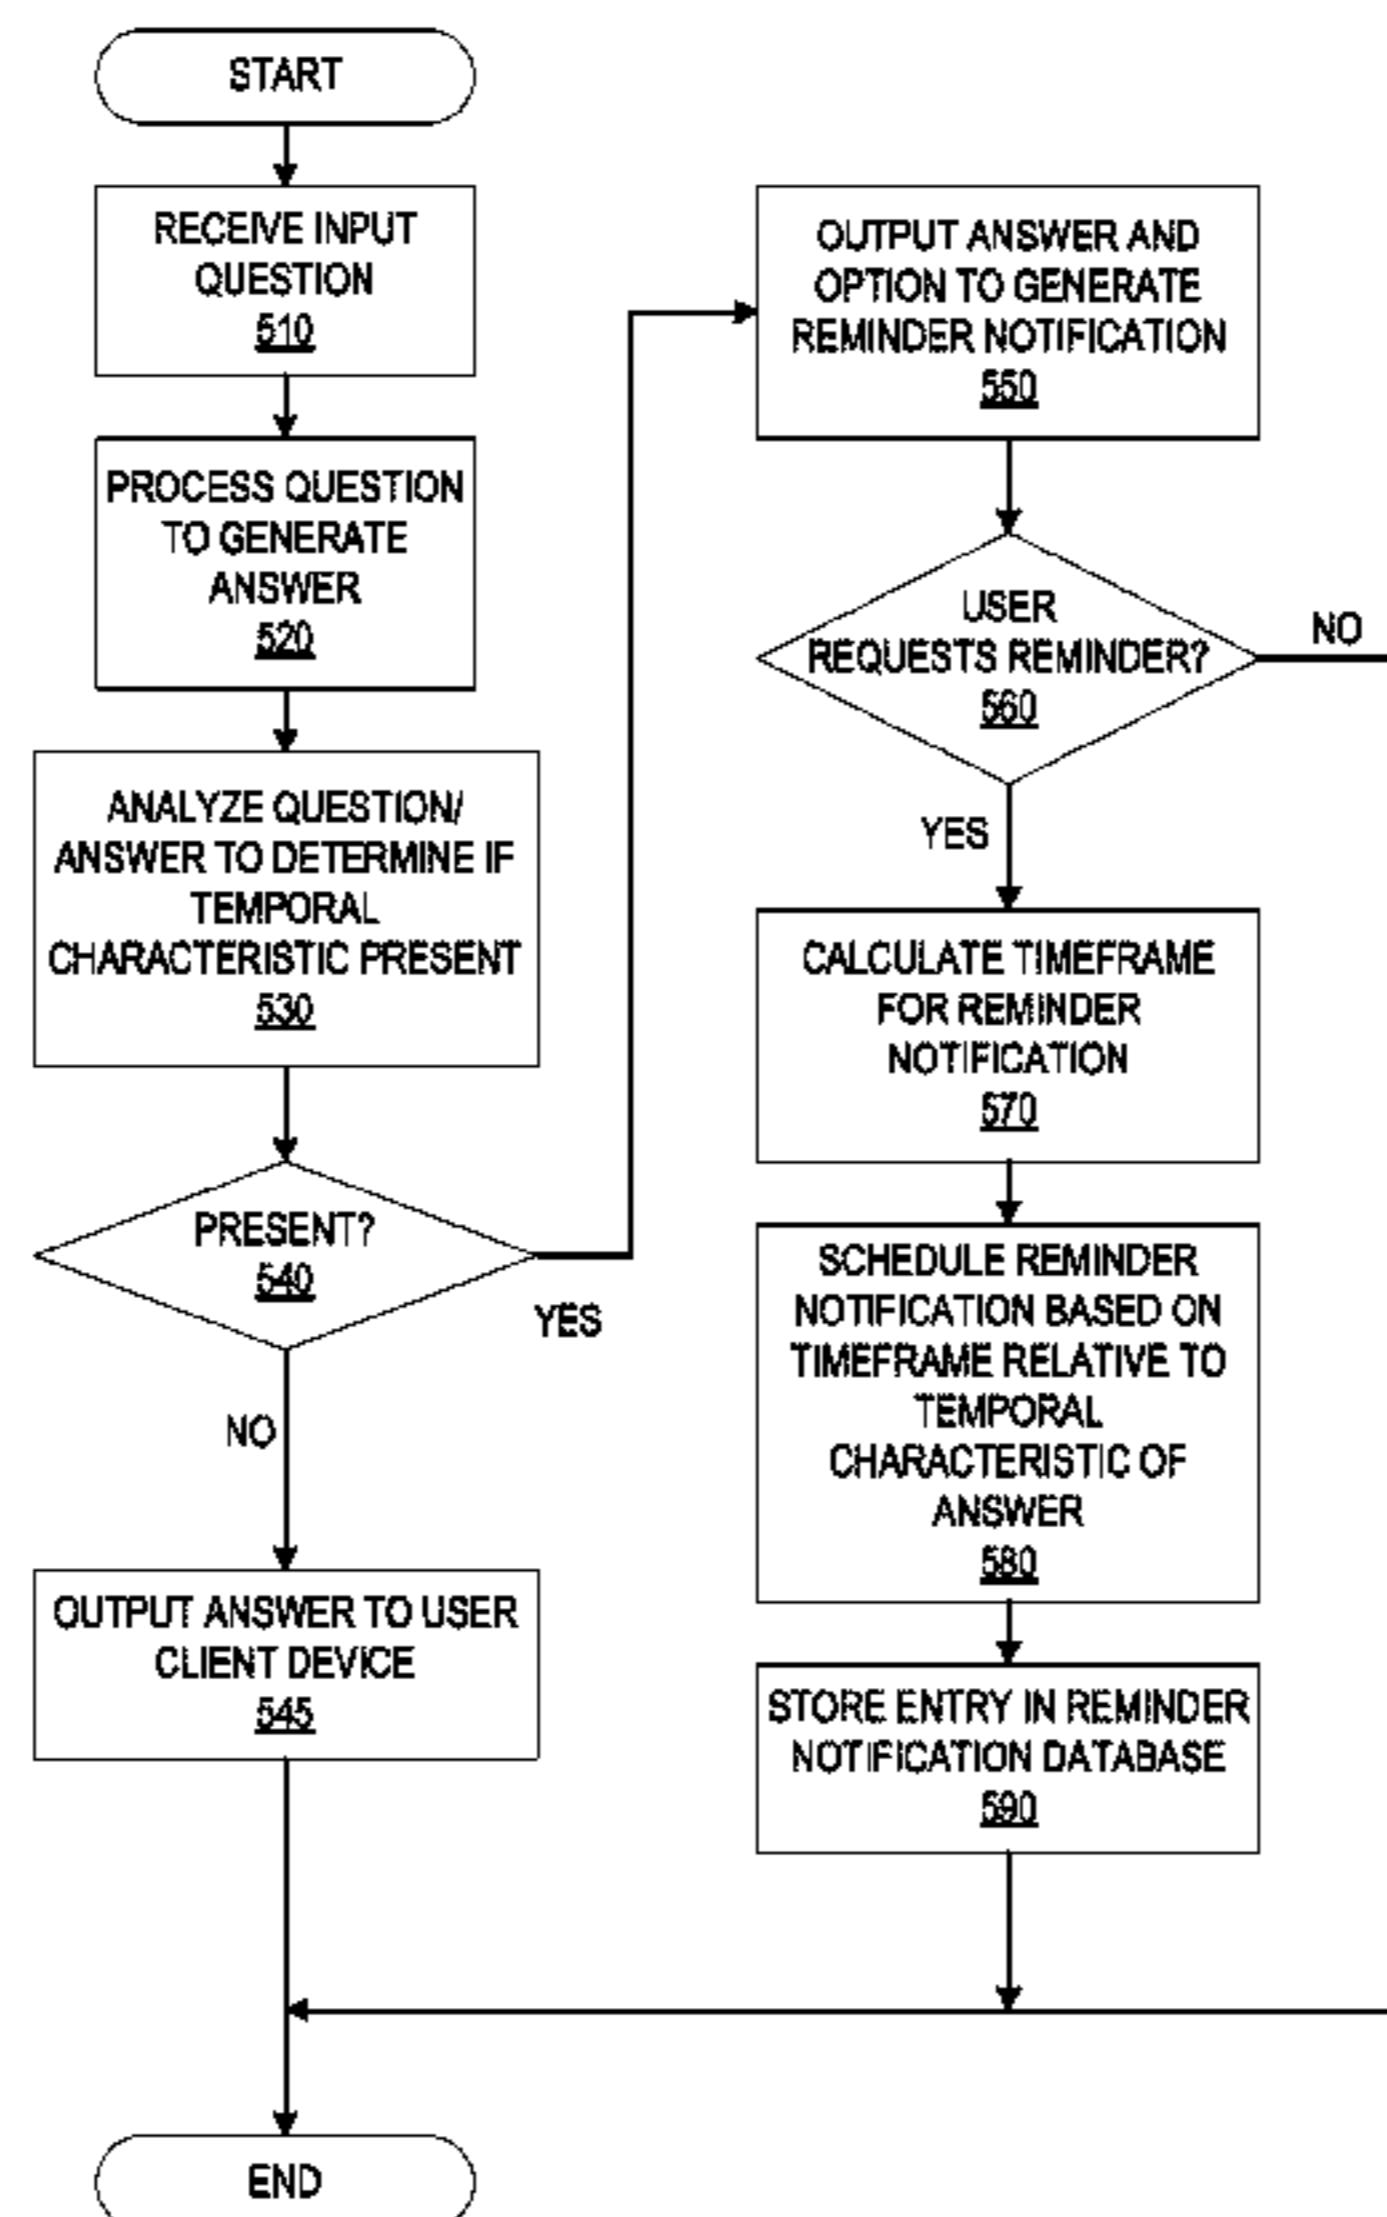 START
RECEIVE INPUT
QUESTION
510
PROCESS QUESTION
TO GENERATE
ANSWER
520
ANALYZE QUESTION/
ANSWER TO DETERMINE IF
TEMPORAL
CHARACTERISTIC PRESENT
530
PRESENT?
540
YES
NO
OUTPUT ANSWER TO USER
CLIENT DEVICE
545
END
OUTPUT ANSWER AND
OPTION TO GENERATE
REMINDER NOTIFICATION
550
USER
REQUESTS REMINDER?
560
NO
YES
CALCULATE TIMEFRAME
FOR REMINDER
NOTIFICATION
570
SCHEDULE REMINDER
NOTIFICATION BASED ON
TIMEFRAME RELATIVE TO
TEMPORAL
CHARACTERISTIC OF
ANSWER
580
STORE ENTRY IN REMINDER
NOTIFICATION DATABASE
590